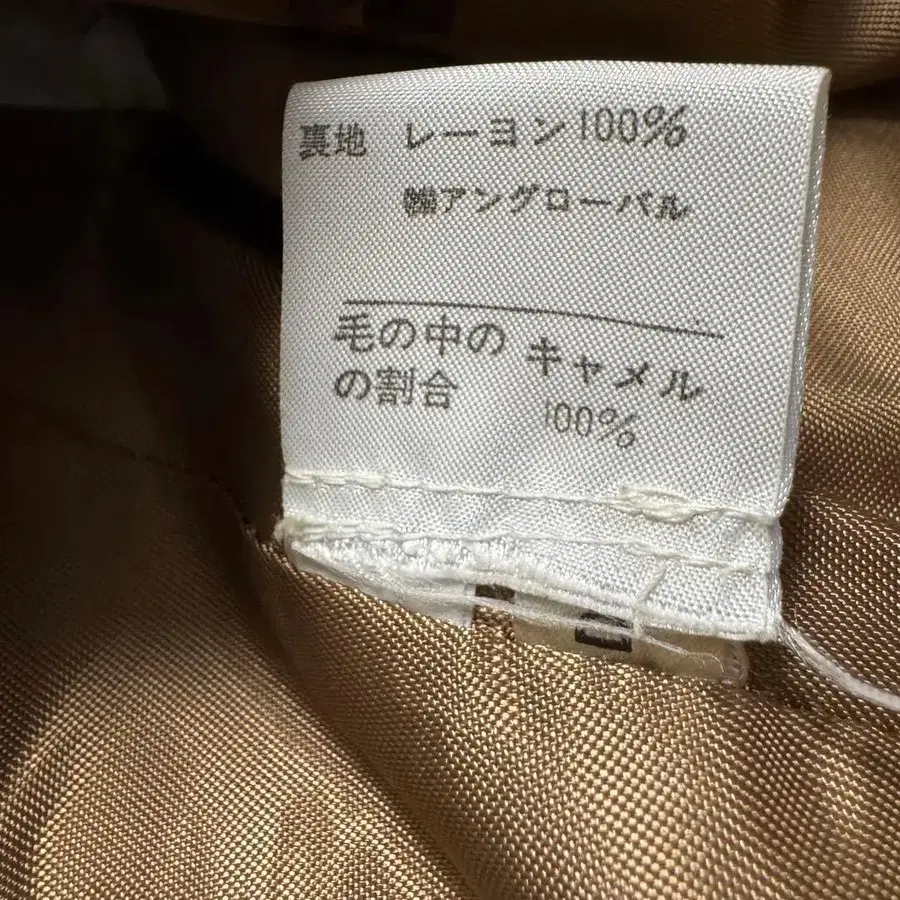 裏地 レーヨン100%
㈱アングローバル
毛の中の キャメル
の割合 100%